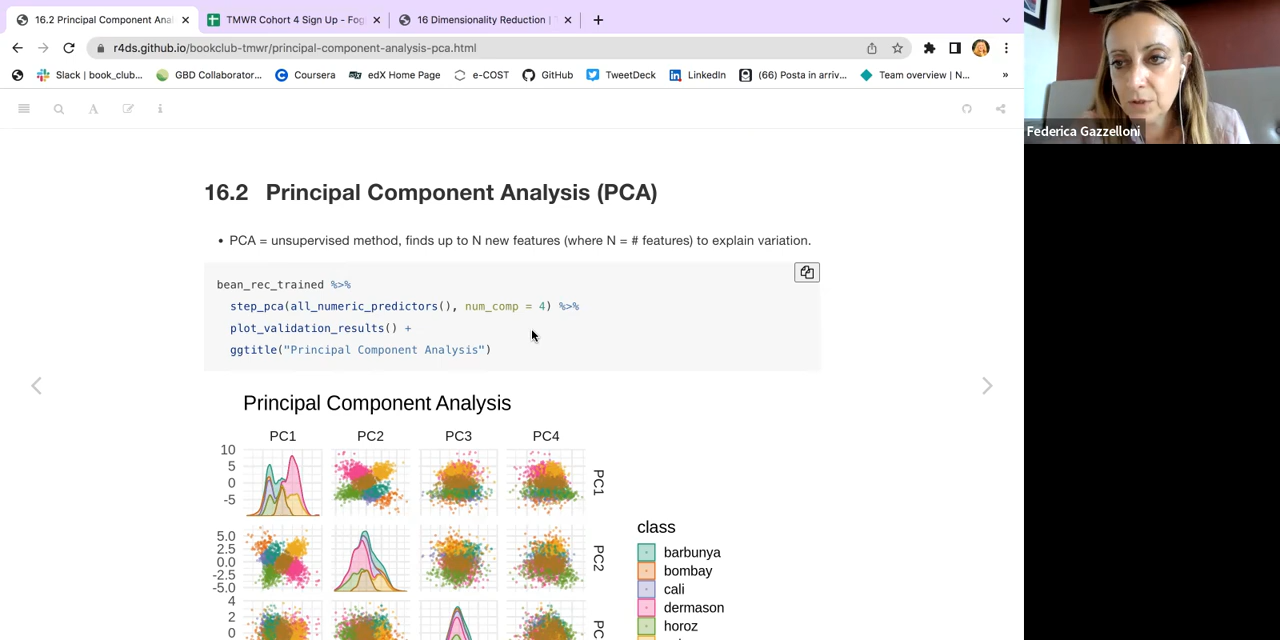 16.2 Principal Component Anal
TMWR Cohort 4 Sign Up - Fog
16 Dimensionality Reduction |
r4ds.github.io/bookclub-tmwr/principal-component-analysis-pca.html
Slack | book_club...
GBD Collaborator...
Coursera
edX Home Page
e-COST
GitHub
TweetDeck
LinkedIn
(66) Posta in arriv...
Team overview | N...
»
Federica Gazzelloni
16.2 Principal Component Analysis (PCA)
• PCA = unsupervised method, finds up to N new features (where N = # features) to explain variation.
bean_rec_trained %>%
step_pca(all_numeric_predictors(), num_comp = 4) %>%
plot_validation_results() +
ggtitle("Principal Component Analysis")
Principal Component Analysis
PC1 PC2 PC3 PC4
10
5
0
-5
PC1
5.0
2.5
0.0
-2.5
-5.0
PC2
4
2
0
class
barbunya
bombay
cali
dermason
horoz